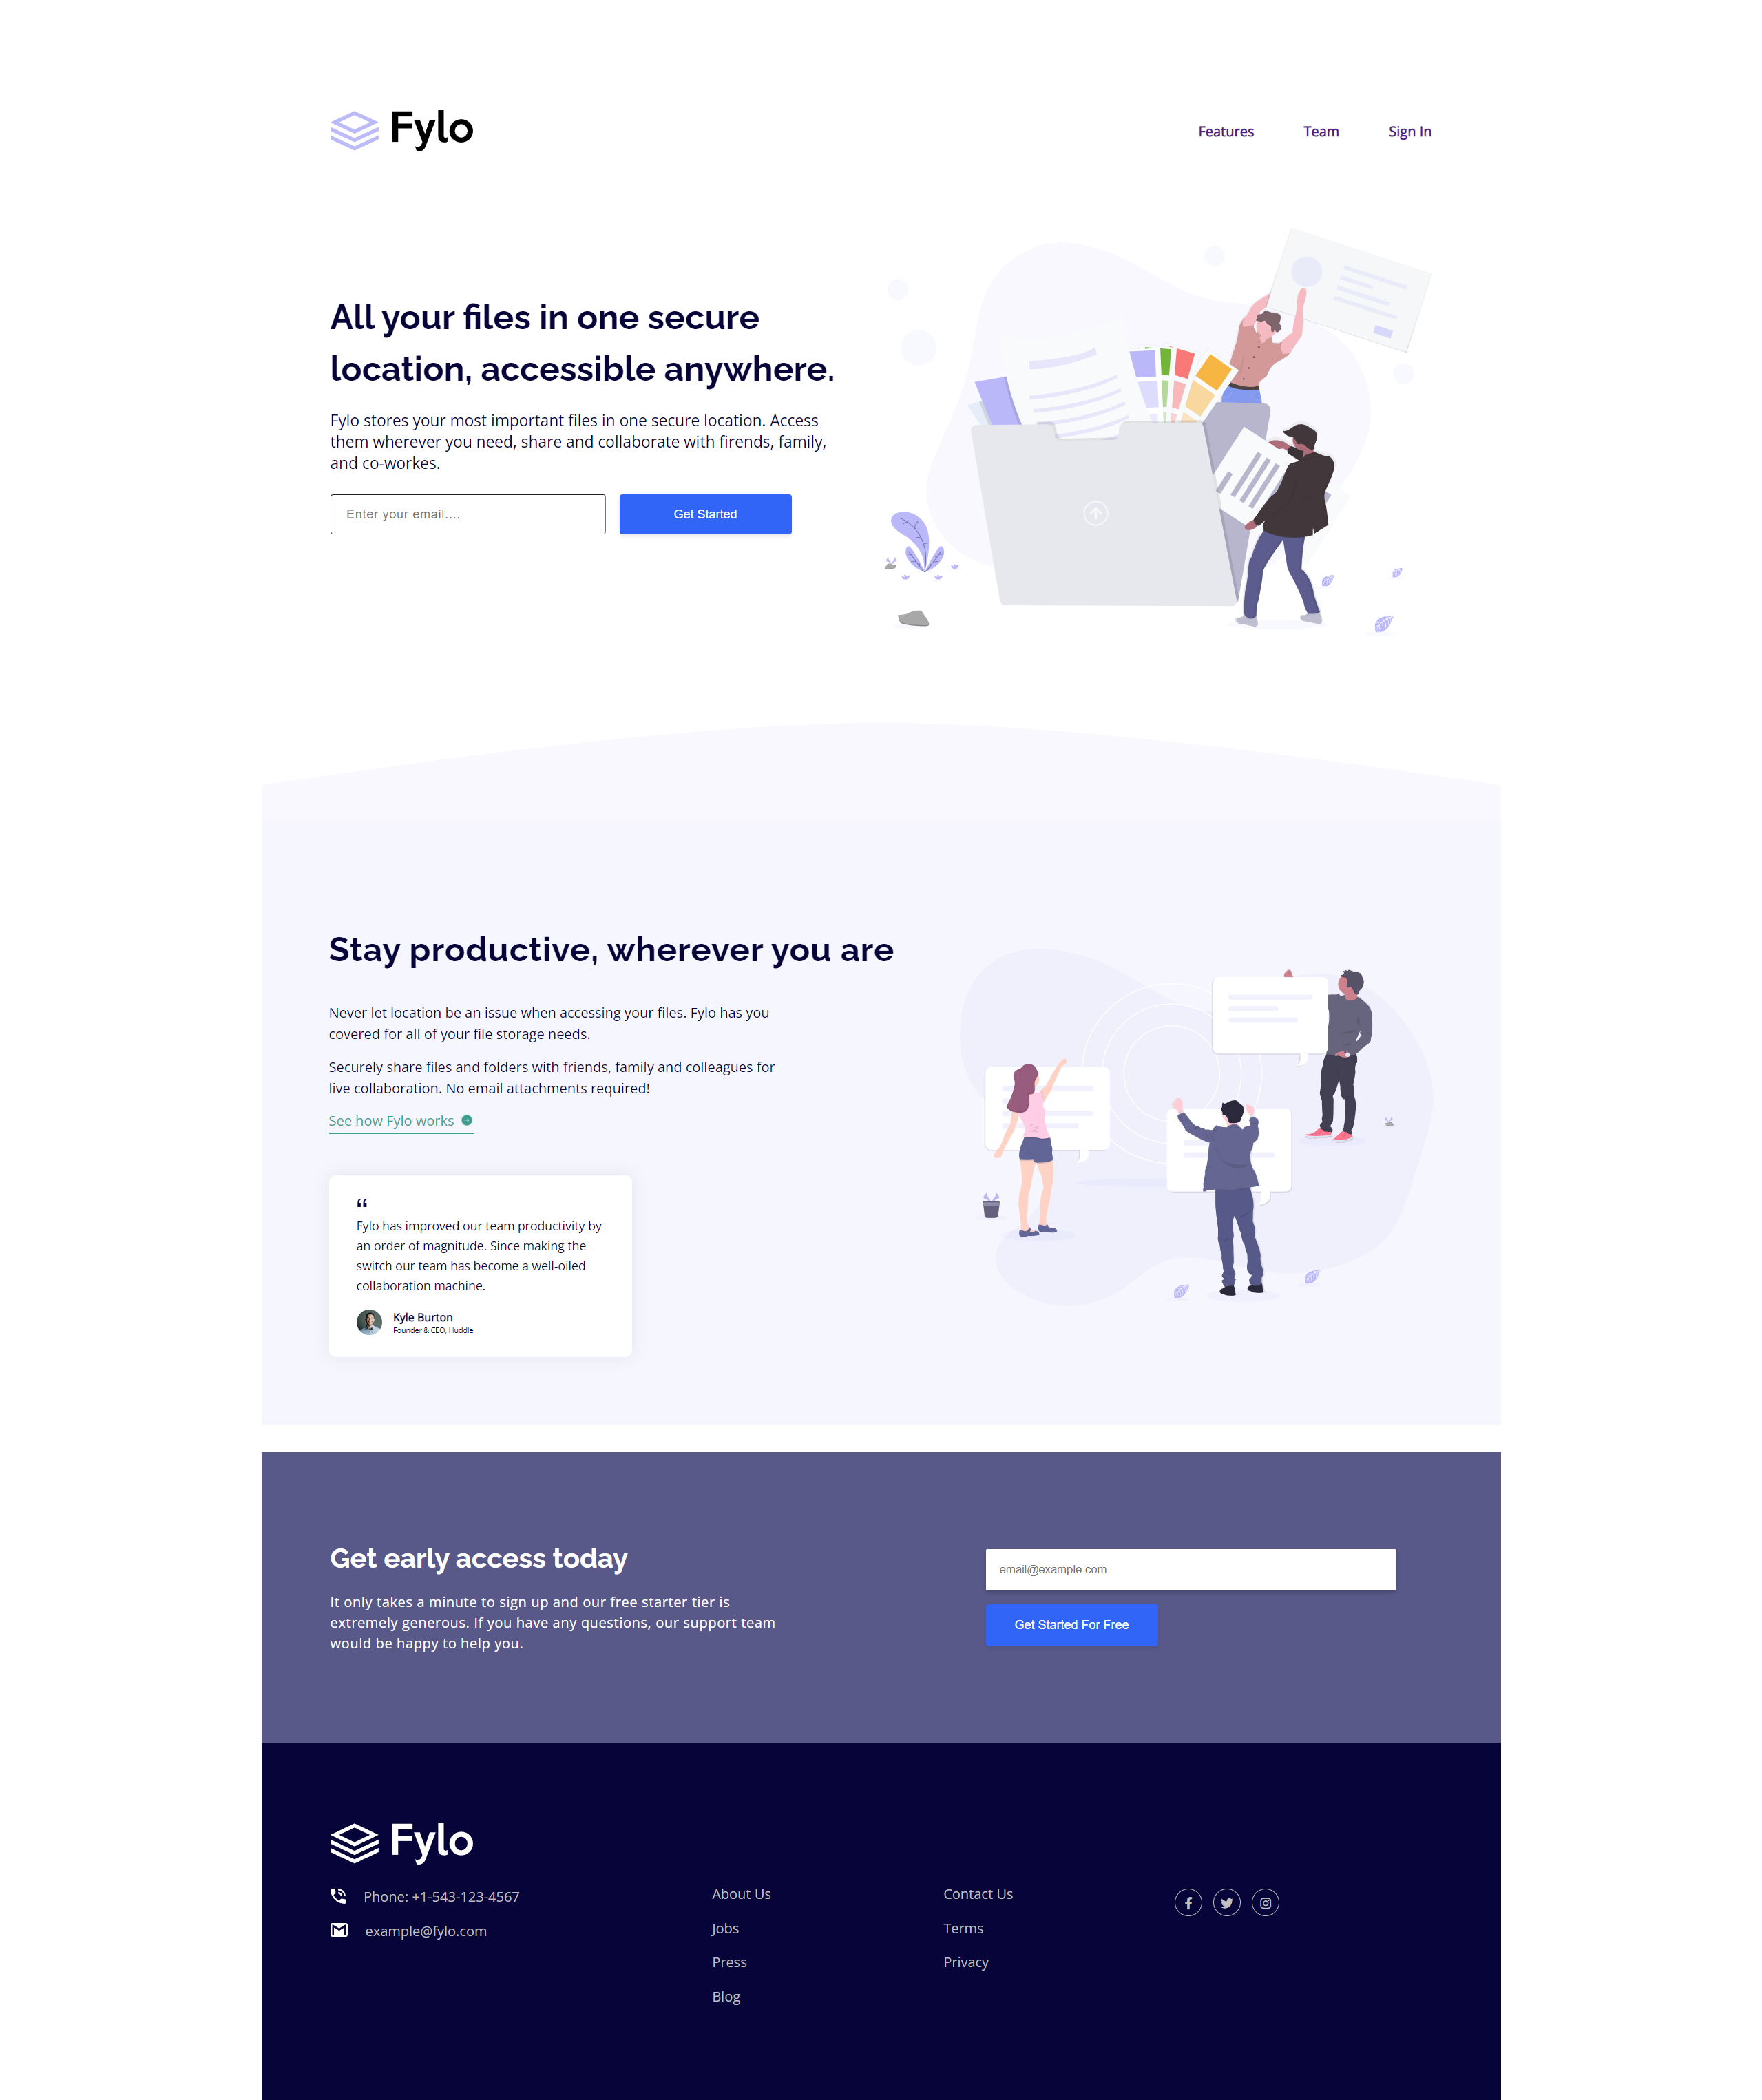 Fylo
Features
Team
Sign In
All your files in one secure
location, accessible anywhere.
Fylo stores your most important files in one secure location. Access
them wherever you need, share and collaborate with firends, family,
and co-workes.
Enter your email....
Get Started
Stay productive, wherever you are
Never let location be an issue when accessing your files. Fylo has you
covered for all of your file storage needs.
Securely share files and folders with friends, family and colleagues for
live collaboration. No email attachments required!
See how Fylo works
“
Fylo has improved our team productivity by
an order of magnitude. Since making the
switch our team has become a well-oiled
collaboration machine.
Kyle Burton
Founder & CEO, Huddle
Get early access today
It only takes a minute to sign up and our free starter tier is
extremely generous. If you have any questions, our support team
would be happy to help you.
email@example.com
Get Started For Free
Fylo
Phone: +1-543-123-4567
example@fylo.com
About Us
Jobs
Press
Blog
Contact Us
Terms
Privacy